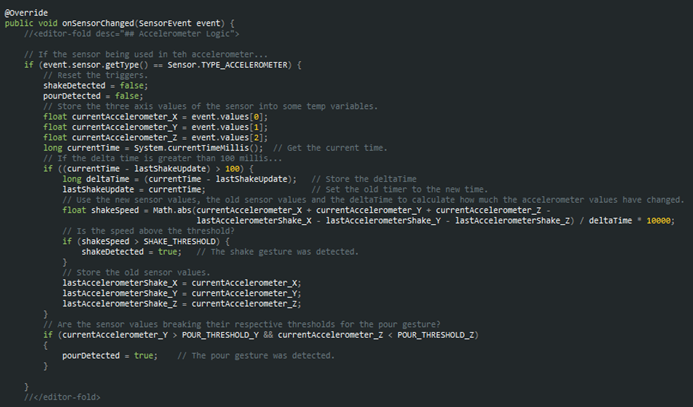 @Override
public void onSensorChanged(SensorEvent event) {
//<editor-fold desc="## Accelerometer Logic">
// If the sensor being used in teh accelerometer...
if (event.sensor.getType() == Sensor.TYPE_ACCELEROMETER) {
// Reset the triggers.
shakeDetected = false;
pourDetected = false;
// Store the three axis values of the sensor into some temp variables.
float currentAccelerometer_X = event.values[0];
float currentAccelerometer_Y = event.values[1];
float currentAccelerometer_Z = event.values[2];
long currentTime = System.currentTimeMillis();  // Get the current time.
// If the delta time is greater than 100 millis...
if ((currentTime - lastShakeUpdate) > 100) {
long deltaTime = (currentTime - lastShakeUpdate);   // Store the deltaTime
lastShakeUpdate = currentTime;                      // Set the old timer to the new time.
// Use the new sensor values, the old sensor values and the deltaTime to calculate how much the accelerometer values have changed.
float shakeSpeed = Math.abs(currentAccelerometer_X + currentAccelerometer_Y + currentAccelerometer_Z -
lastAccelerometerShake_X - lastAccelerometerShake_Y - lastAccelerometerShake_Z) / deltaTime * 10000;
// Is the speed above the threshold?
if (shakeSpeed > SHAKE_THRESHOLD) {
shakeDetected = true;   // The shake gesture was detected.
}
// Store the old sensor values.
lastAccelerometerShake_X = currentAccelerometer_X;
lastAccelerometerShake_Y = currentAccelerometer_Y;
lastAccelerometerShake_Z = currentAccelerometer_Z;
}
// Are the sensor values breaking their respective thresholds for the pour gesture?
if (currentAccelerometer_Y > POUR_THRESHOLD_Y && currentAccelerometer_Z < POUR_THRESHOLD_Z)
{
pourDetected = true;    // The pour gesture was detected.
}
}
//</editor-fold>